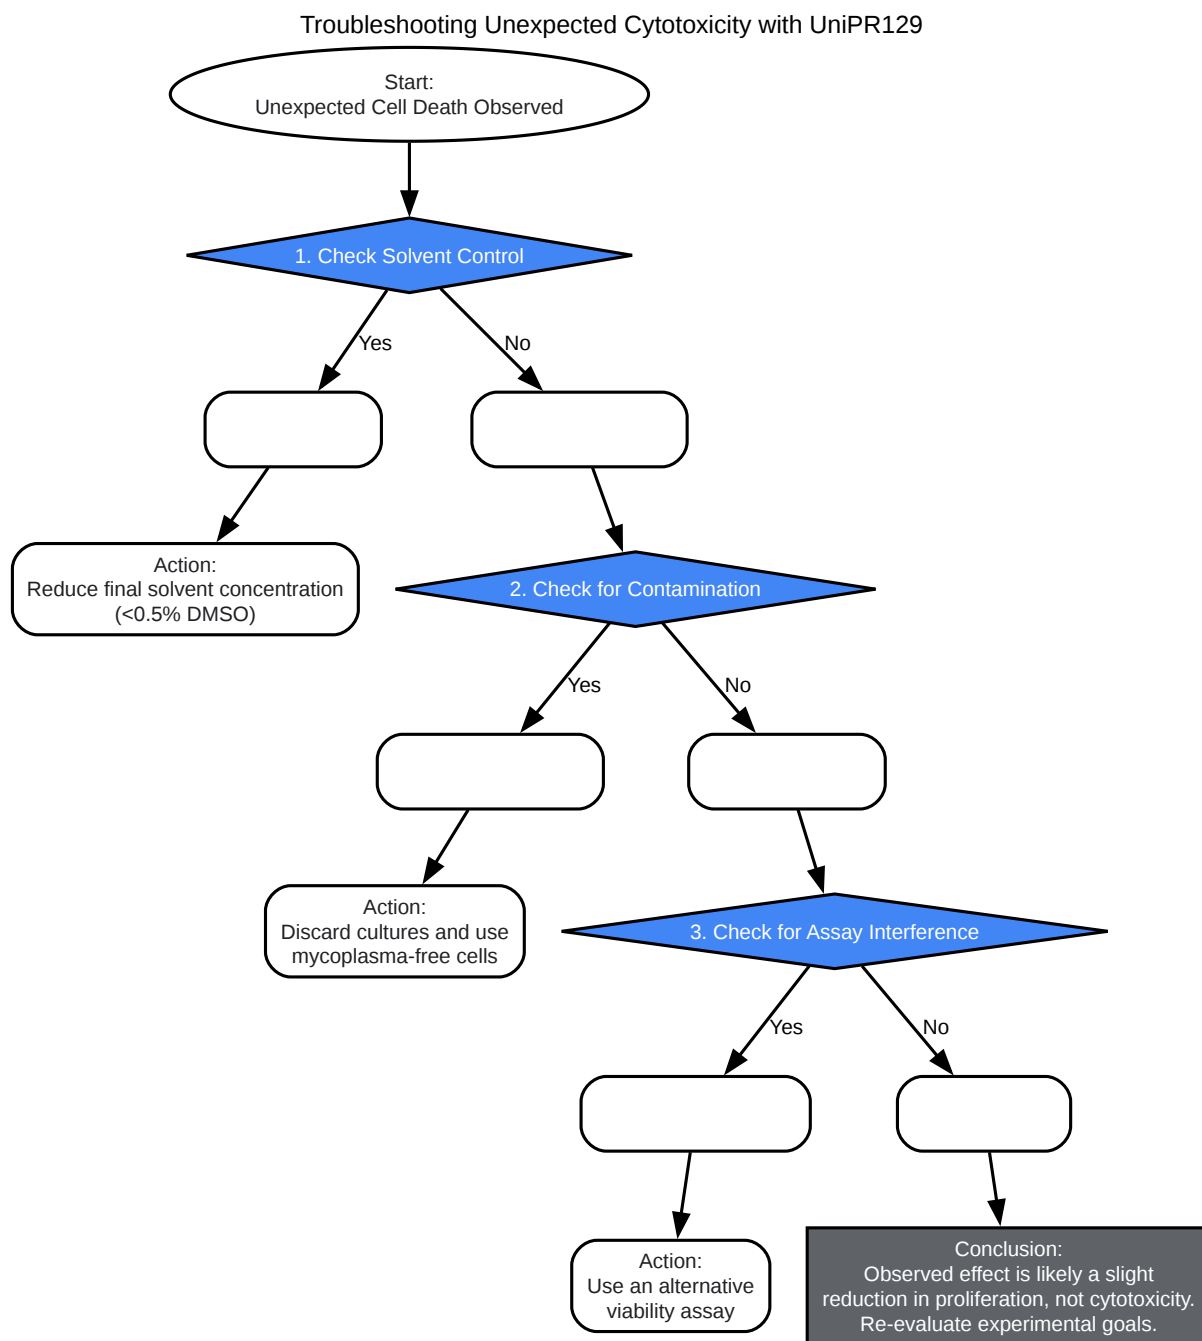 Troubleshooting Unexpected Cytotoxicity with UniPR129
Start:
Unexpected Cell Death Observed
1. Check Solvent Control
Yes
No
Action:
Reduce final solvent concentration
(<0.5% DMSO)
2. Check for Contamination
Yes
No
Action:
Discard cultures and use
mycoplasma-free cells
3. Check for Assay Interference
Yes
No
Action:
Use an alternative
viability assay
Conclusion:
Observed effect is likely a slight
reduction in proliferation, not cytotoxicity.
Re-evaluate experimental goals.